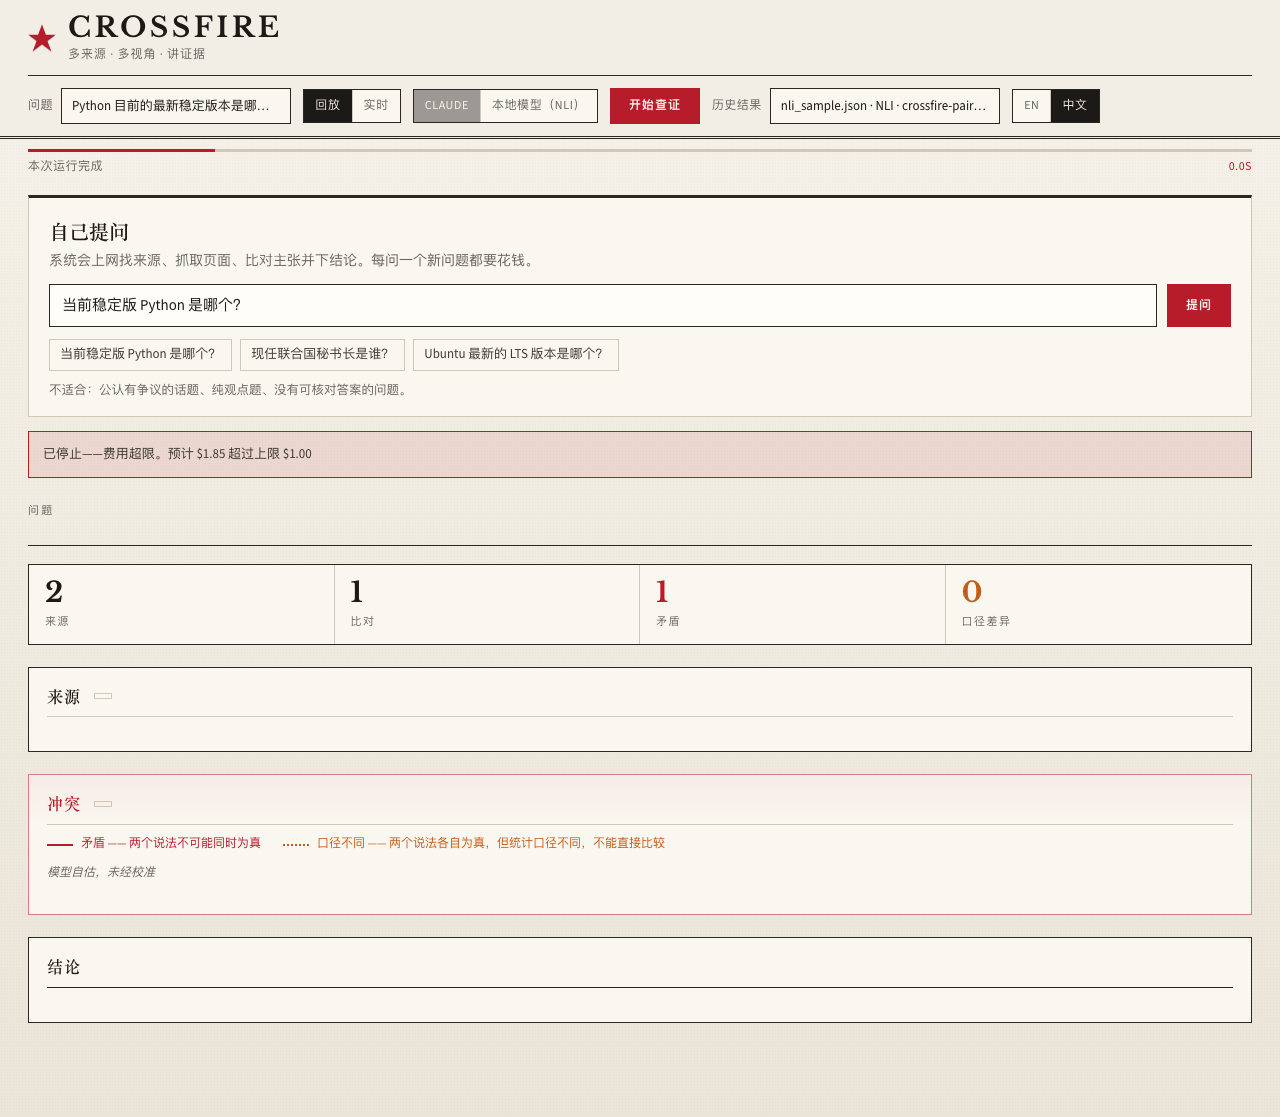 CROSSFIRE
多来源 · 多视角 · 讲证据
问题 Python 目前的最新稳定版本是哪… 回放 实时 CLAUDE 本地模型（NLI） 开始查证 历史结果 nli_sample.json · NLI · crossfire-pair… EN 中文
本次运行完成 0.0S
自己提问
系统会上网找来源、抓取页面、比对主张并下结论。每问一个新问题都要花钱。
当前稳定版 Python 是哪个？ 提问
当前稳定版 Python 是哪个？ 现任联合国秘书长是谁？ Ubuntu 最新的 LTS 版本是哪个？
不适合：公认有争议的话题、纯观点题、没有可核对答案的问题。
已停止——费用超限。预计 $1.85 超过上限 $1.00
问题
2 1 1 0
来源 比对 矛盾 口径差异
来源
冲突
矛盾 —— 两个说法不可能同时为真 口径不同 —— 两个说法各自为真，但统计口径不同，不能直接比较
模型自估，未经校准
结论